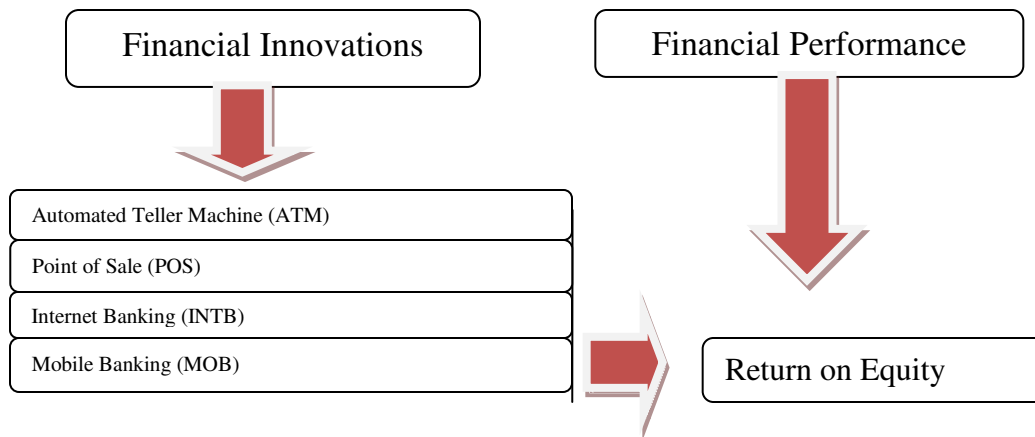 Financial Innovations
Financial Performance
Automated Teller Machine (ATM)
Point of Sale (POS)
Internet Banking (INTB)
Mobile Banking (MOB)
Return on Equity